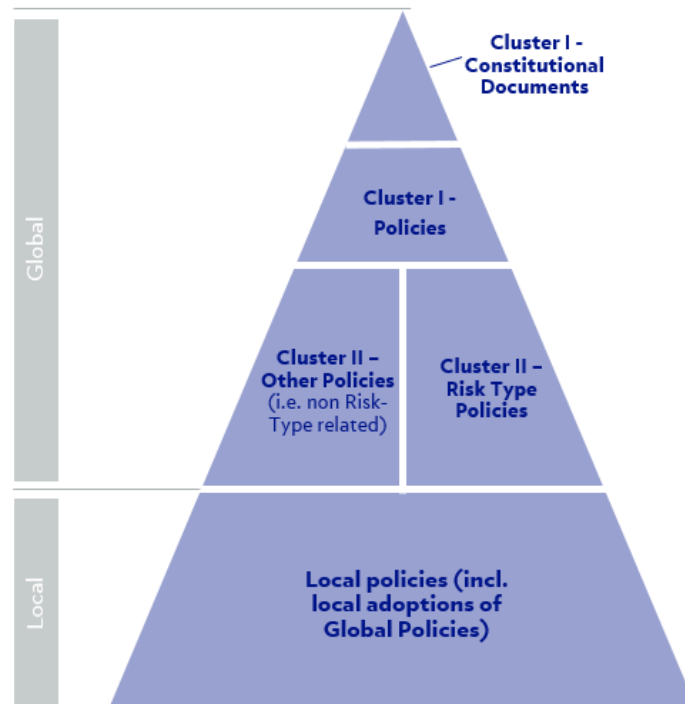 Cluster I -
Constitutional
Documents
Cluster I -
Policies
Global
Cluster II –
Other Policies
(i.e. non Risk-
Type related)
Cluster II –
Risk Type
Policies
Local
Local policies (incl.
local adoptions of
Global Policies)